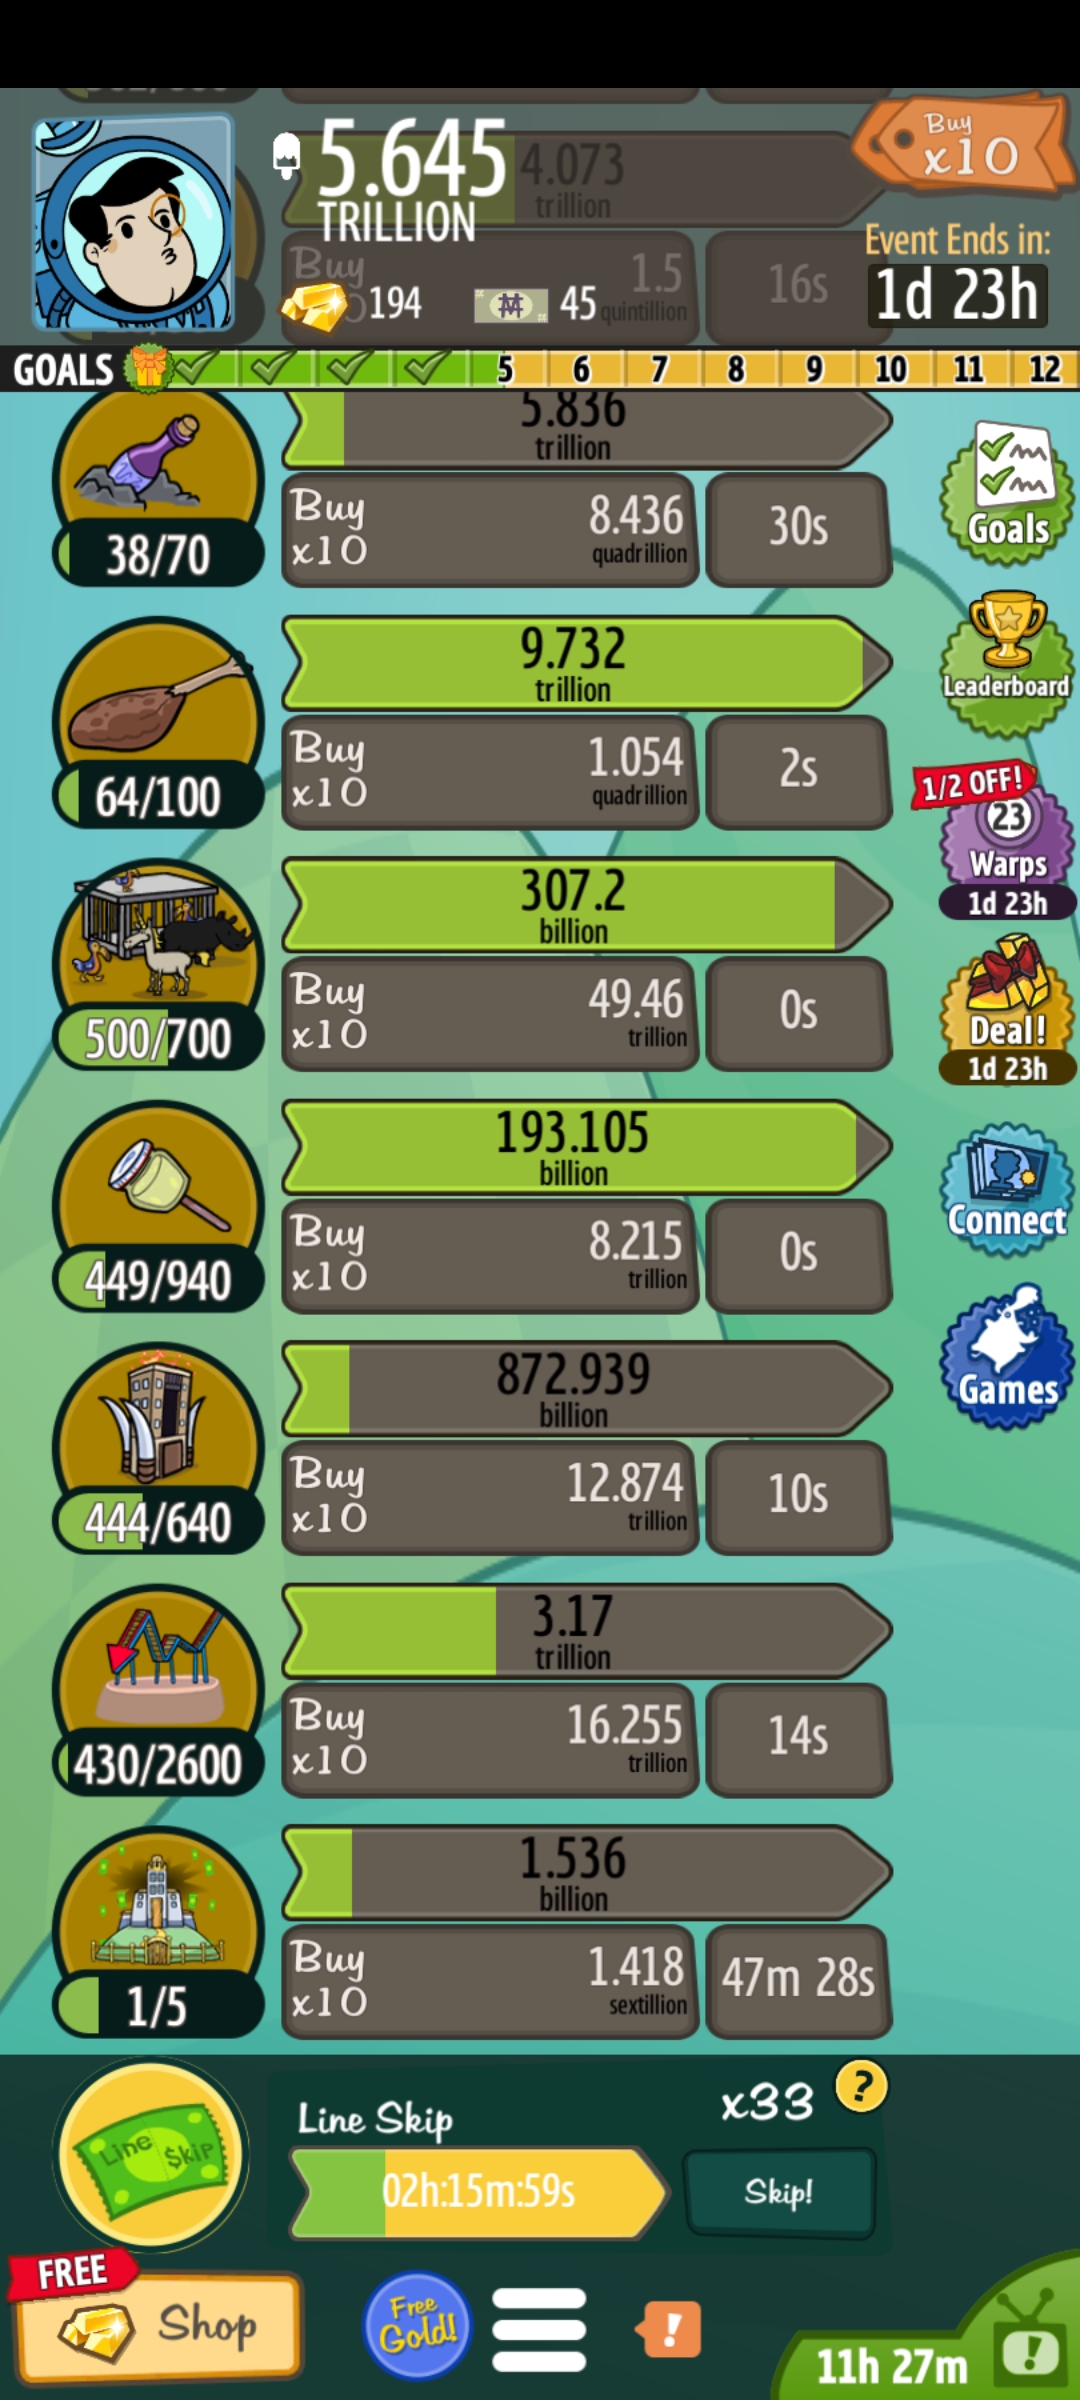 5.645
TRILLION
4.073
trillion
Buy
x10
Buy
1.5
quintillion
16s
194
45
Event Ends in:
1d 23h
GOALS
5
6
7
8
9
10
11
12
5.836
trillion
38/70
Buy
x10
8.436
quadrillion
30s
Goals
9.732
trillion
64/100
Buy
x10
1.054
quadrillion
2s
Leaderboard
1/2 OFF!
23
Warps
1d 23h
307.2
billion
500/700
Buy
x10
49.46
trillion
0s
Deal!
1d 23h
193.105
billion
449/940
Buy
x10
8.215
trillion
0s
Connect
872.939
billion
444/640
Buy
x10
12.874
trillion
10s
Games
3.17
trillion
430/2600
Buy
x10
16.255
trillion
14s
1.536
billion
1/5
Buy
x10
1.418
sextillion
47m 28s
Line $kip
Line Skip
x33
?
02h:15m:59s
Skip!
FREE
Shop
Free
Gold!
!
11h 27m
!